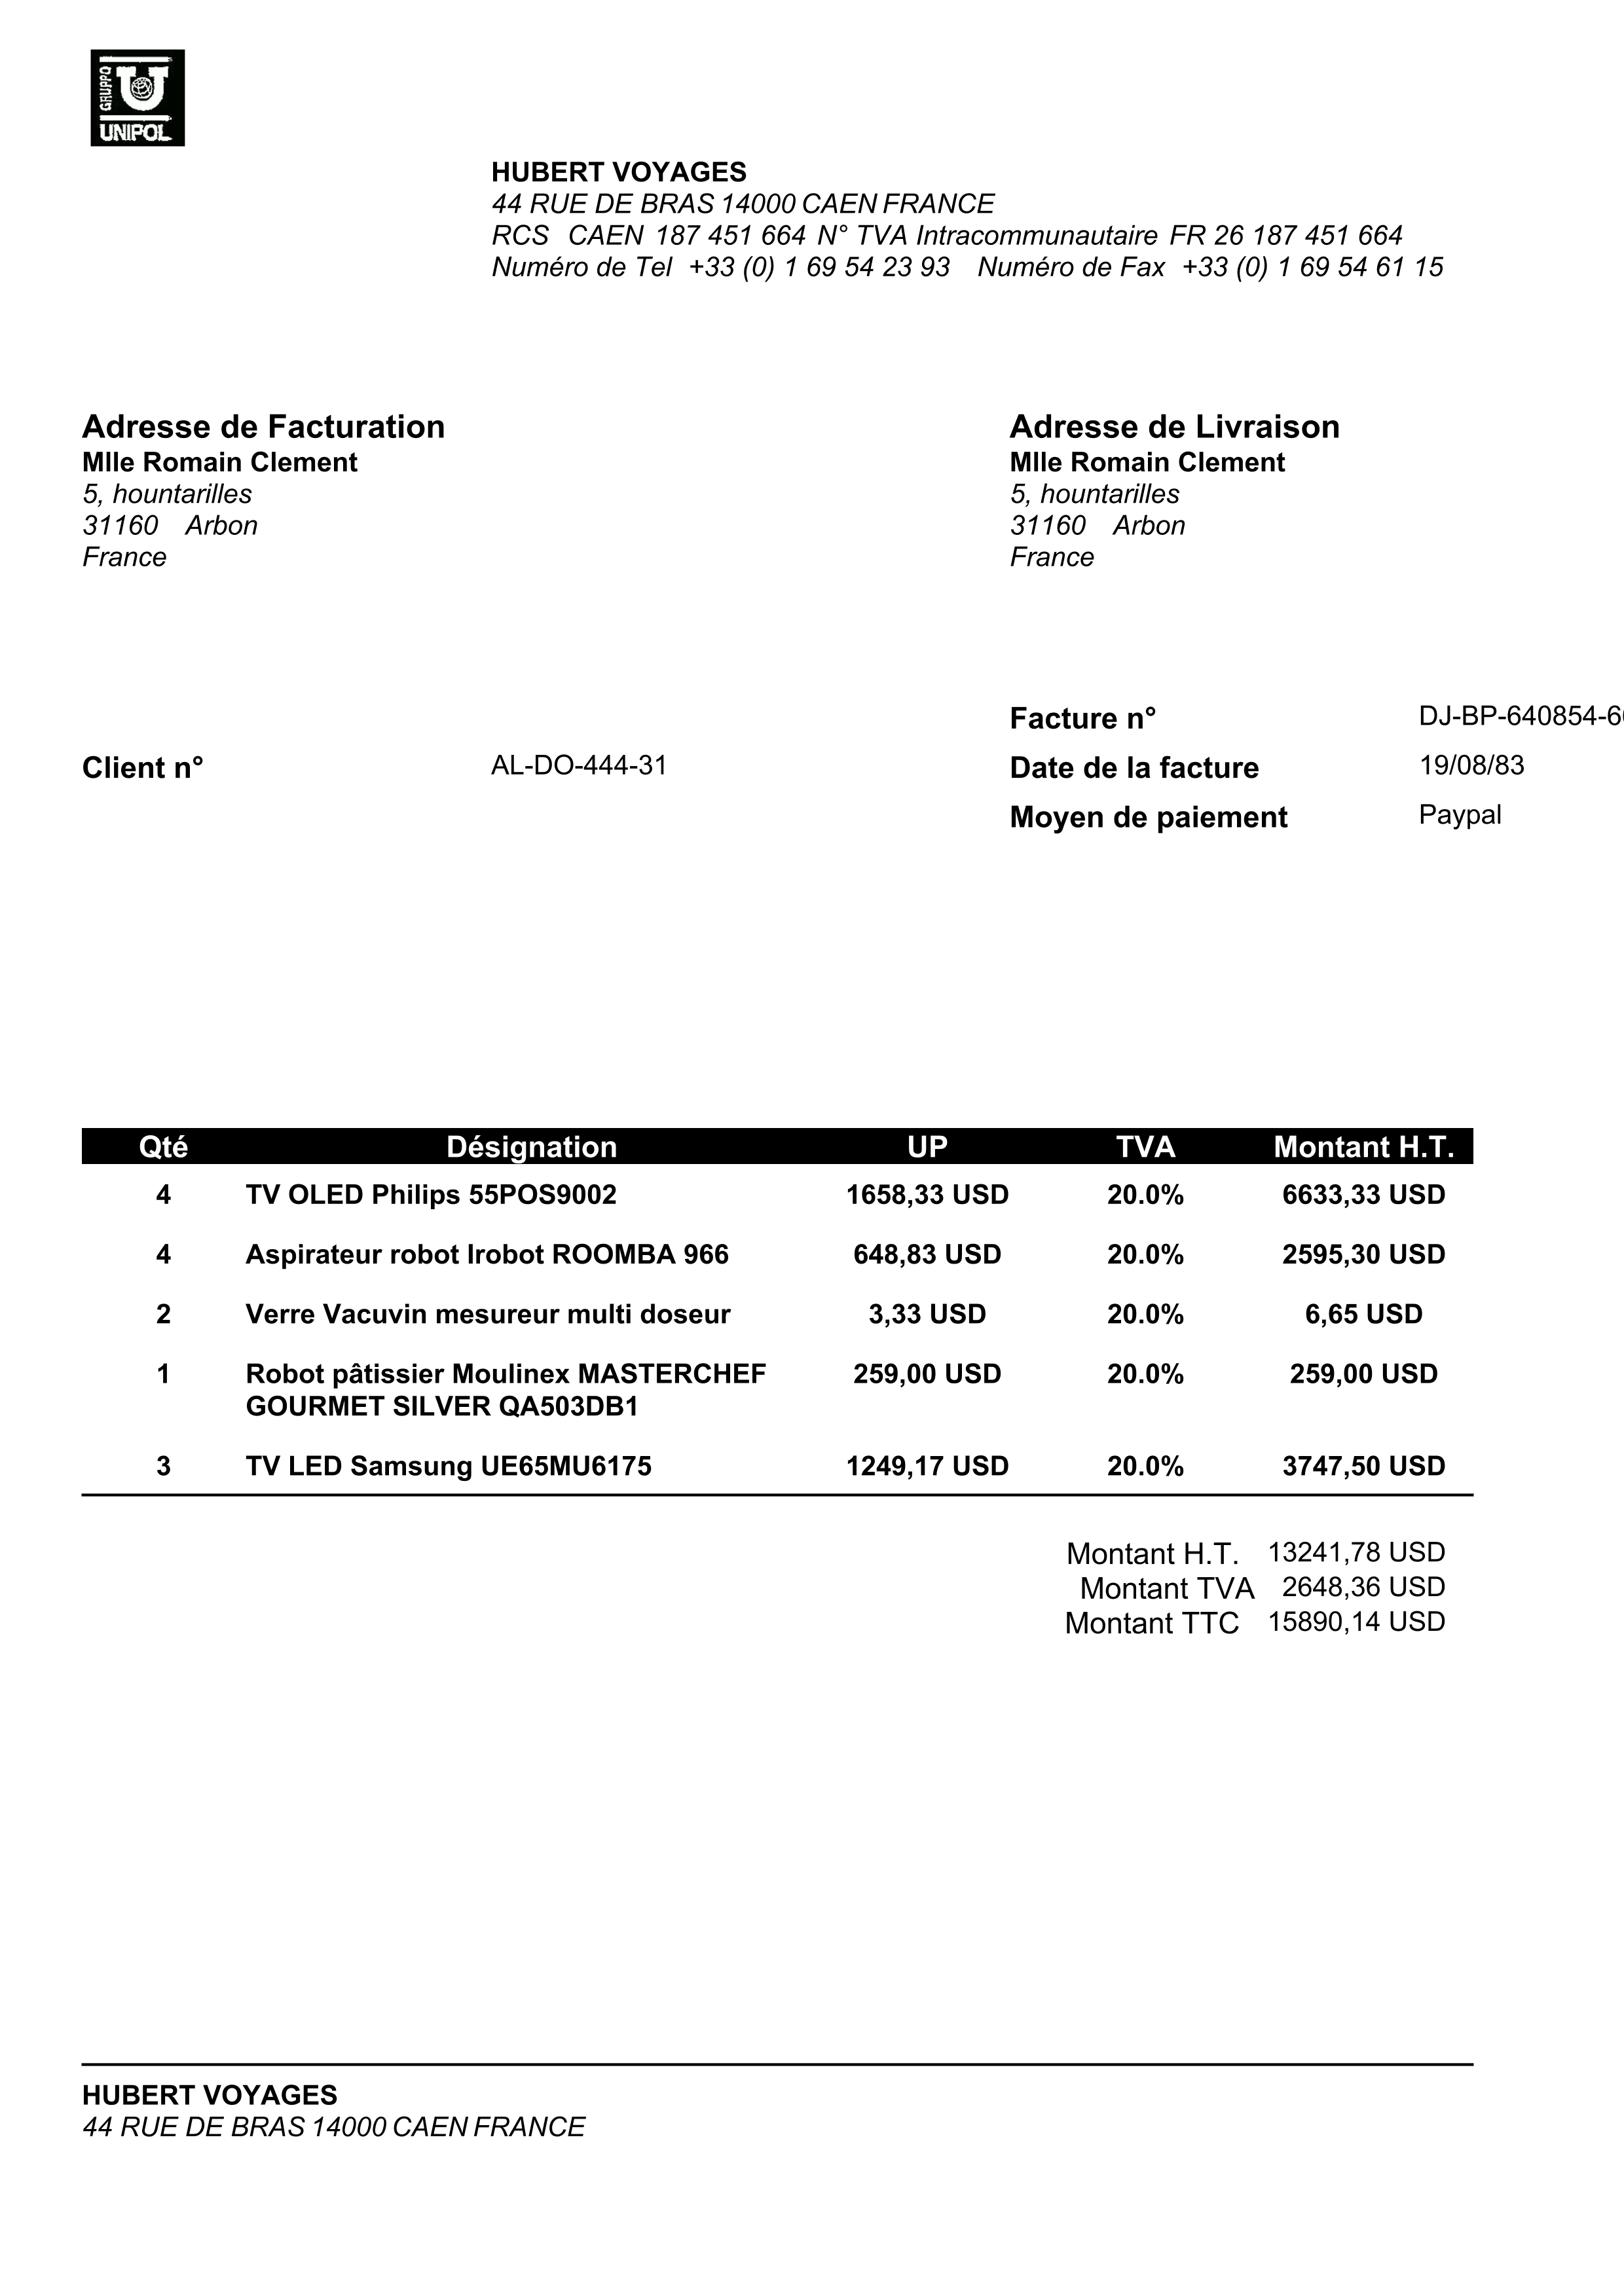 GRUPPO
UNIPOL
HUBERT VOYAGES
44 RUE DE BRAS 14000 CAEN FRANCE
RCS CAEN 187 451 664 N° TVA Intracommunautaire FR 26 187 451 664
Numéro de Tel +33 (0) 1 69 54 23 93 Numéro de Fax +33 (0) 1 69 54 61 15
Adresse de Facturation
Mlle Romain Clement
5, hountarilles
31160 Arbon
France
Adresse de Livraison
Mlle Romain Clement
5, hountarilles
31160 Arbon
France
Facture n° DJ-BP-640854-6
Client n° AL-DO-444-31
Date de la facture 19/08/83
Moyen de paiement Paypal
Qté Désignation UP TVA Montant H.T.
4 TV OLED Philips 55POS9002 1658,33 USD 20.0% 6633,33 USD
4 Aspirateur robot Irobot ROOMBA 966 648,83 USD 20.0% 2595,30 USD
2 Verre Vacuvin mesureur multi doseur 3,33 USD 20.0% 6,65 USD
1 Robot pâtissier Moulinex MASTERCHEF 259,00 USD 20.0% 259,00 USD
GOURMET SILVER QA503DB1
3 TV LED Samsung UE65MU6175 1249,17 USD 20.0% 3747,50 USD
Montant H.T. 13241,78 USD
Montant TVA 2648,36 USD
Montant TTC 15890,14 USD
HUBERT VOYAGES
44 RUE DE BRAS 14000 CAEN FRANCE